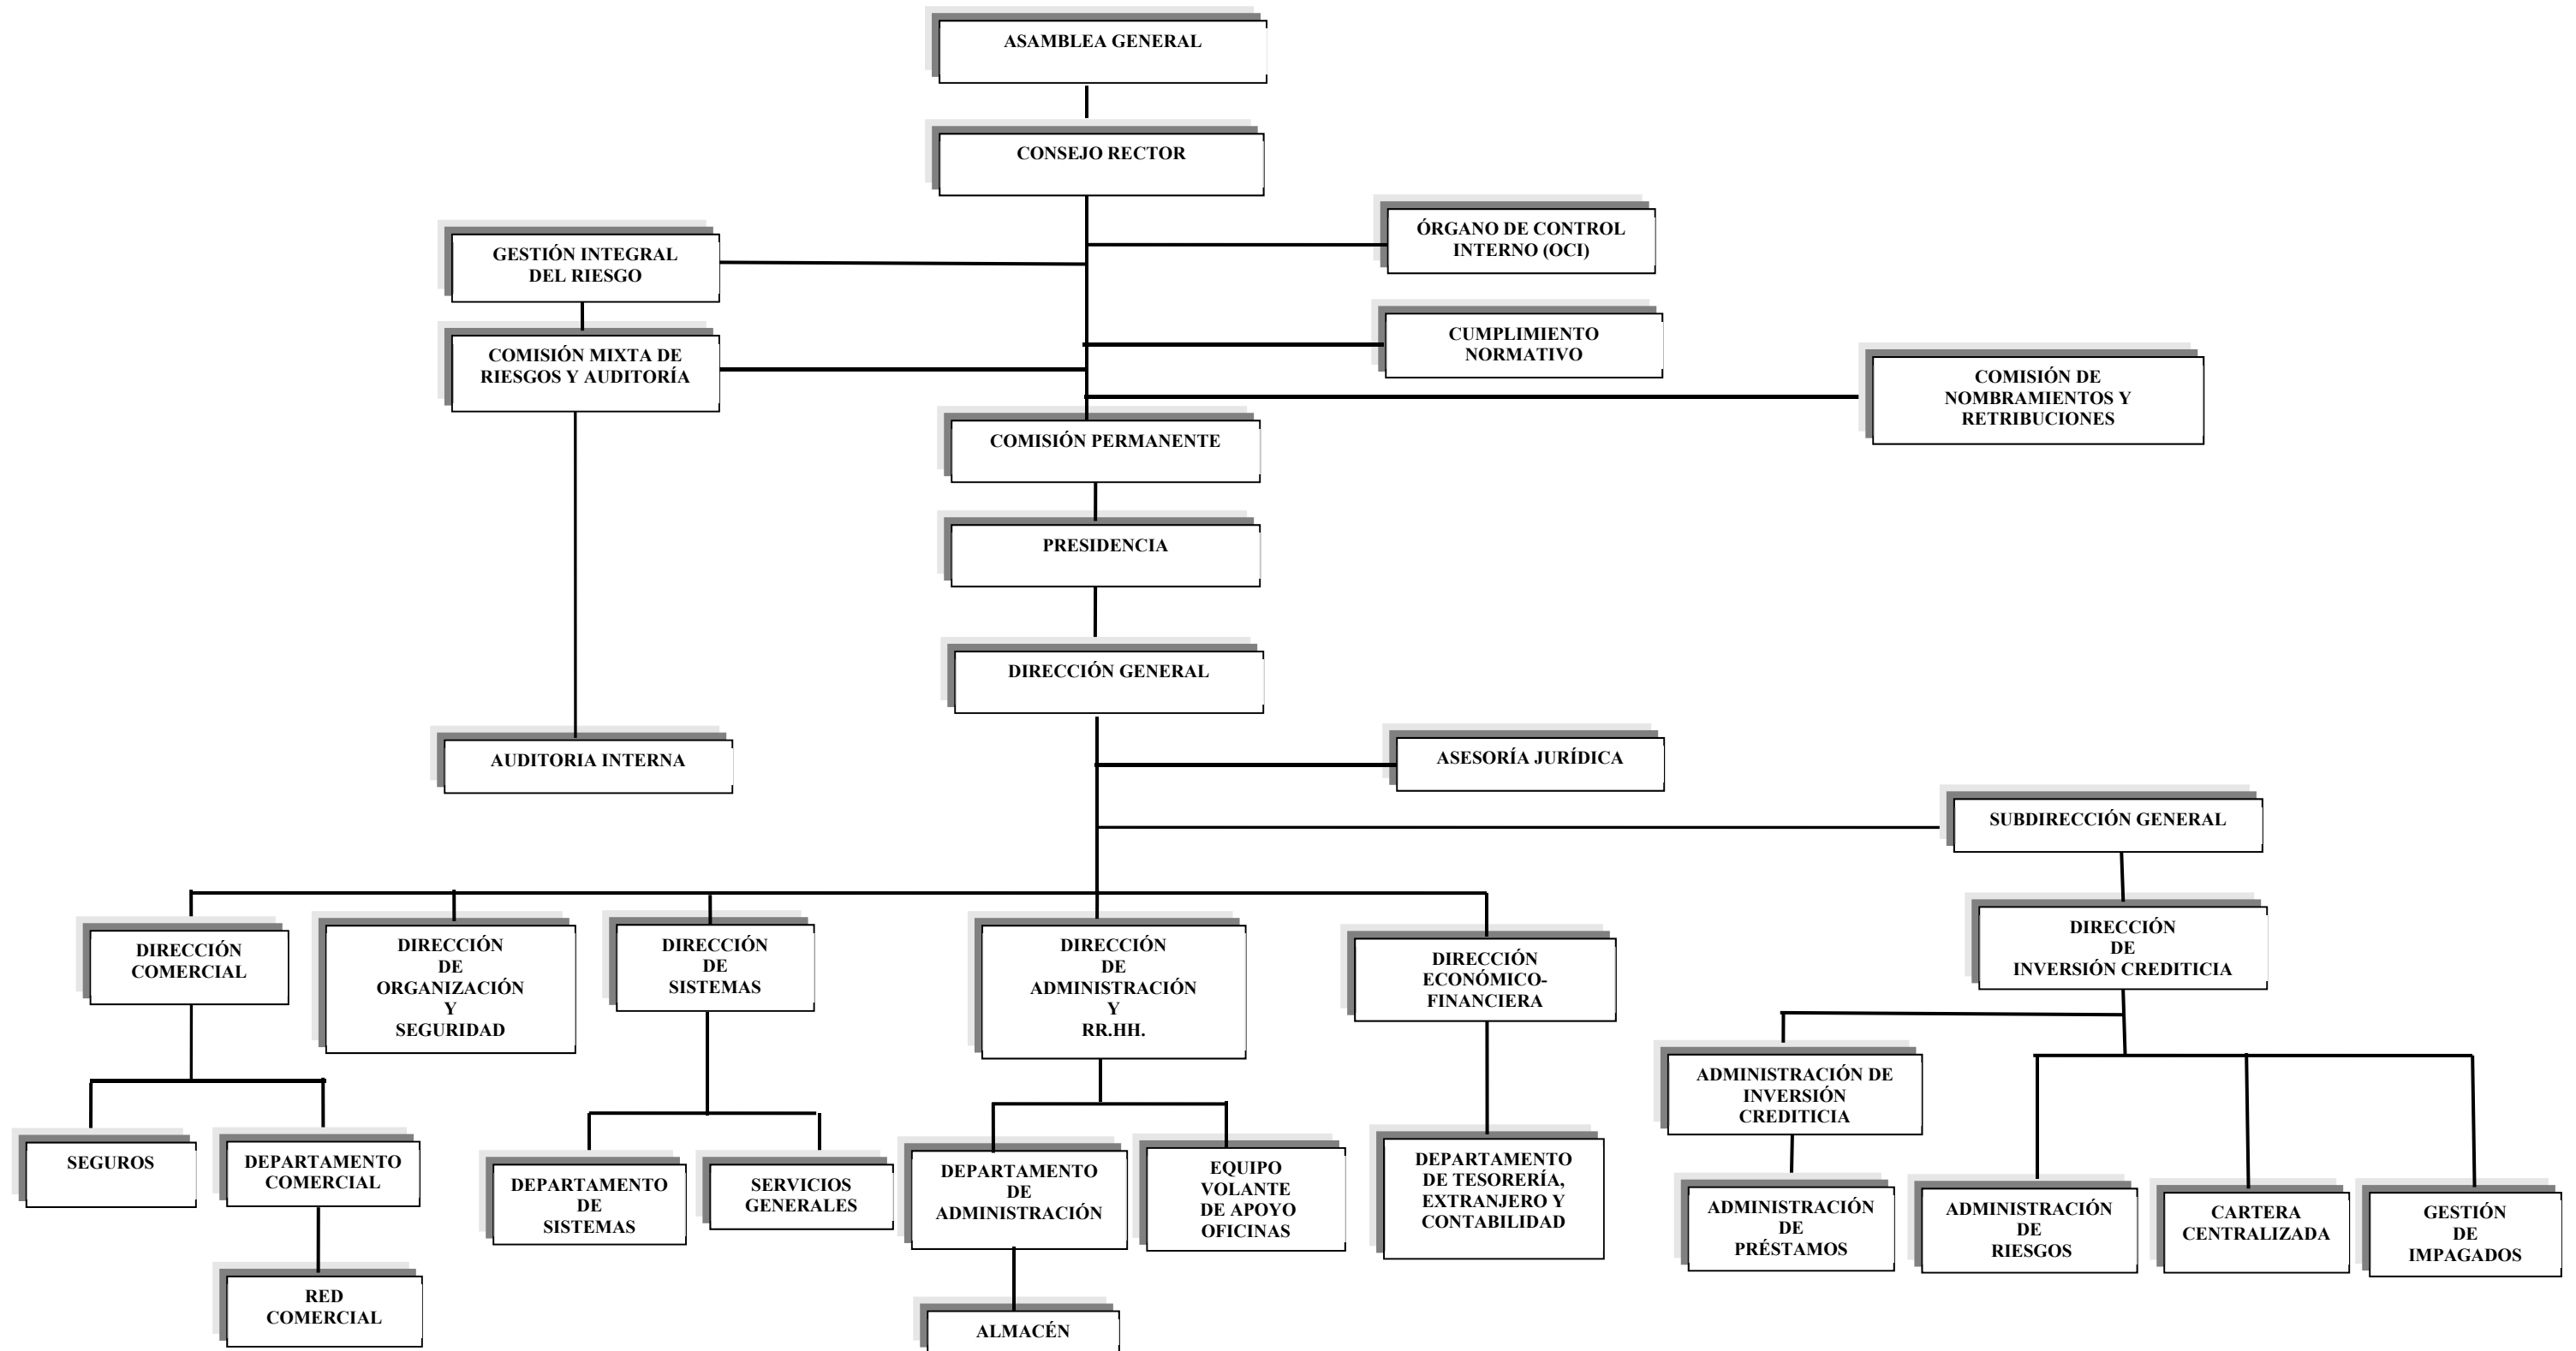 ASAMBLEA GENERAL
CONSEJO RECTOR
ÓRGANO DE CONTROL
INTERNO (OCI)
GESTIÓN INTEGRAL
DEL RIESGO
CUMPLIMIENTO
NORMATIVO
COMISIÓN MIXTA DE
RIESGOS Y AUDITORÍA
COMISIÓN DE
NOMBRAMIENTOS Y
RETRIBUCIONES
COMISIÓN PERMANENTE
PRESIDENCIA
DIRECCIÓN GENERAL
AUDITORIA INTERNA
ASESORÍA JURÍDICA
SUBDIRECCIÓN GENERAL
DIRECCIÓN
COMERCIAL
DIRECCIÓN
DE
ORGANIZACIÓN
Y
SEGURIDAD
DIRECCIÓN
DE
SISTEMAS
DIRECCIÓN
DE
ADMINISTRACIÓN
Y
RR.HH.
DIRECCIÓN
ECONÓMICO-
FINANCIERA
DIRECCIÓN
DE
INVERSIÓN CREDITICIA
ADMINISTRACIÓN DE
INVERSIÓN
CREDITICIA
SEGUROS
DEPARTAMENTO
COMERCIAL
DEPARTAMENTO
DE
SISTEMAS
SERVICIOS
GENERALES
DEPARTAMENTO
DE
ADMINISTRACIÓN
EQUIPO
VOLANTE
DE APOYO
OFICINAS
DEPARTAMENTO
DE TESORERÍA,
EXTRANJERO Y
CONTABILIDAD
ADMINISTRACIÓN
DE
PRÉSTAMOS
ADMINISTRACIÓN
DE
RIESGOS
CARTERA
CENTRALIZADA
GESTIÓN
DE
IMPAGADOS
RED
COMERCIAL
ALMACÉN